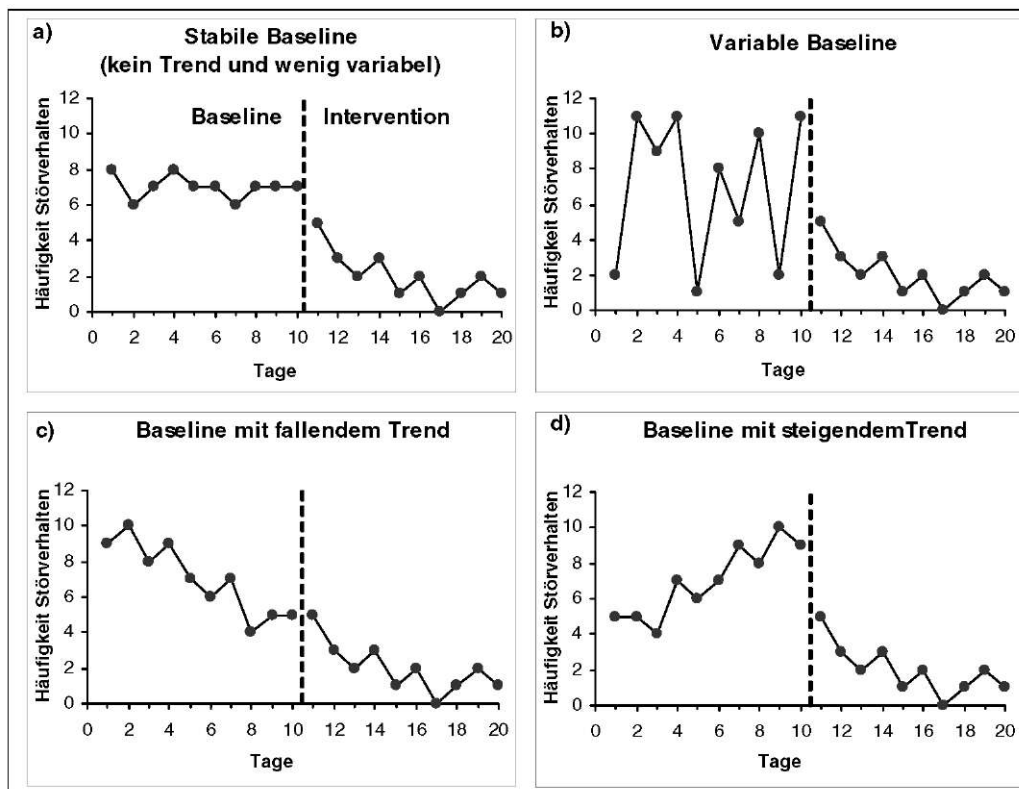 a)
Stabile Baseline
(kein Trend und wenig variabel)
Baseline
Intervention
Häufigkeit Störverhalten
12
10
8
6
4
2
0
0 2 4 6 8 10 12 14 16 18 20
Tage
b)
Variable Baseline
Häufigkeit Störverhalten
12
10
8
6
4
2
0
0 2 4 6 8 10 12 14 16 18 20
Tage
c)
Baseline mit fallendem Trend
Häufigkeit Störverhalten
12
10
8
6
4
2
0
0 2 4 6 8 10 12 14 16 18 20
Tage
d)
Baseline mit steigendemTrend
Häufigkeit Störverhalten
12
10
8
6
4
2
0
0 2 4 6 8 10 12 14 16 18 20
Tage